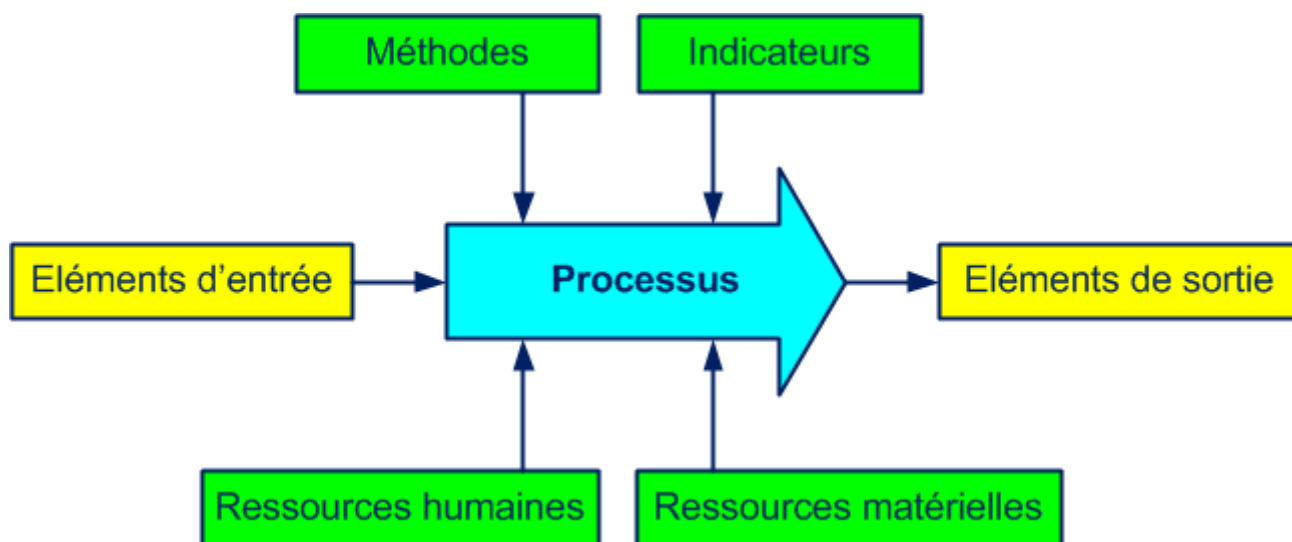 Méthodes
Indicateurs
Eléments d’entrée
Processus
Eléments de sortie
Ressources humaines
Ressources matérielles